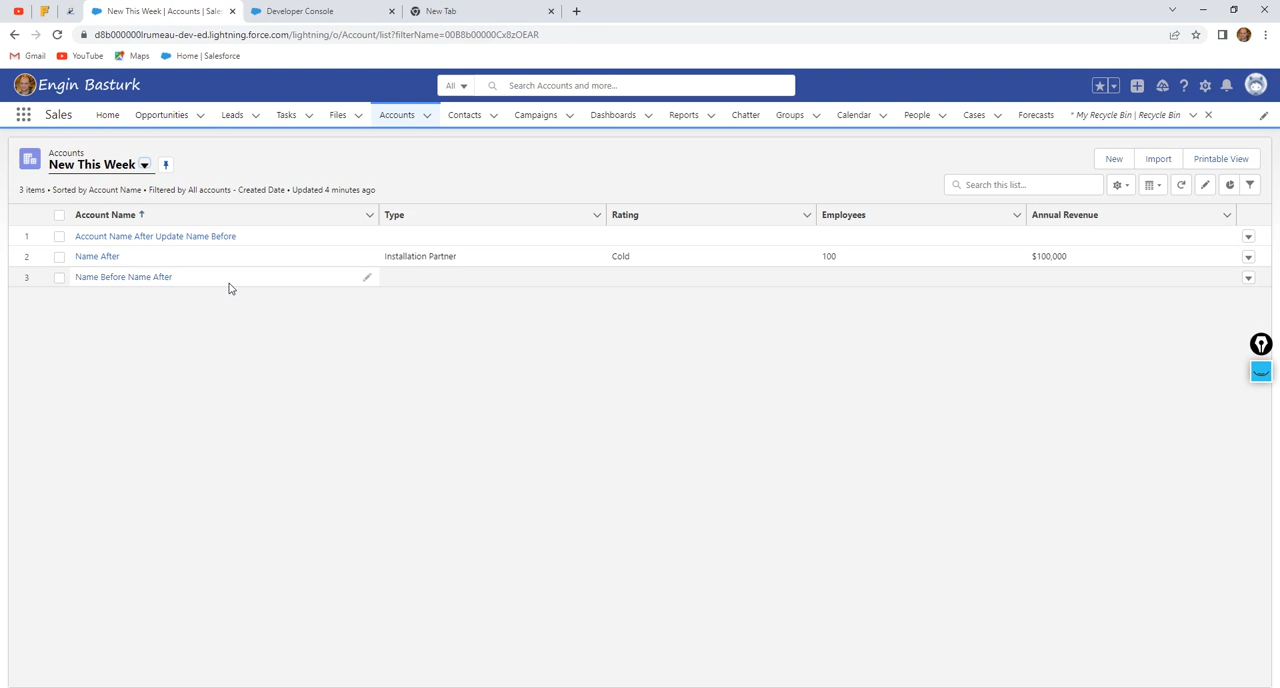 New This Week | Accounts | Sales
Developer Console
New Tab
d8b000000lrumeau-dev-ed.lightning.force.com/lightning/o/Account/list?filterName=00B8b00000Cx8zOEAR
Gmail
YouTube
Maps
Home | Salesforce
Engin Basturk
All
Search Accounts and more...
Sales
Home
Opportunities
Leads
Tasks
Files
Accounts
Contacts
Campaigns
Dashboards
Reports
Chatter
Groups
Calendar
People
Cases
Forecasts
* My Recycle Bin | Recycle Bin
Accounts
New This Week
New
Import
Printable View
3 items • Sorted by Account Name • Filtered by All accounts - Created Date • Updated 4 minutes ago
Search this list...
Account Name
Type
Rating
Employees
Annual Revenue
1 Account Name After Update Name Before
2 Name After Installation Partner Cold 100 $100,000
3 Name Before Name After